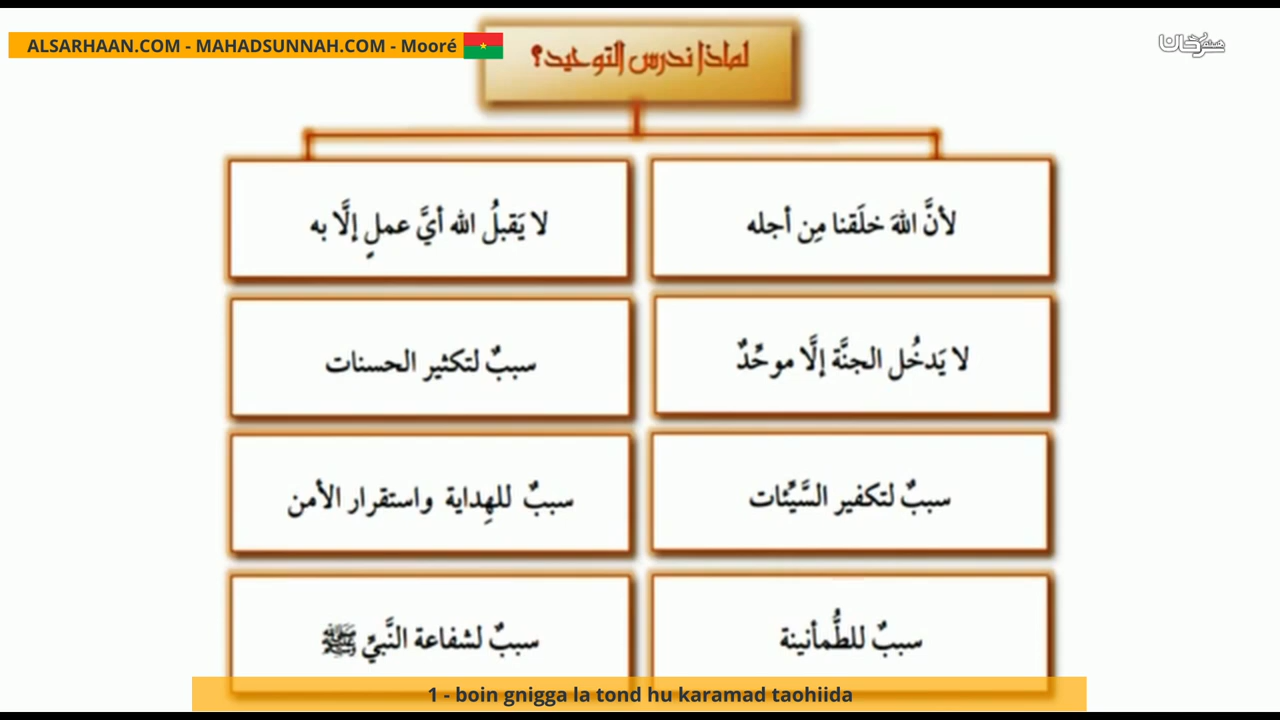 ALSARHAAN.COM - MAHADSUNNAH.COM - Mooré
لماذا ندرس التوحيد؟
لأنَّ اللهَ خلَقنا مِن أجله
لا يَقبلُ الله أيَّ عملٍ إلَّا به
لا يَدخُل الجنَّة إلَّا موحِّدٌ
سببٌ لتكثير الحسنات
سببٌ لتكفير السَّيِّئات
سببٌ للهِداية واستقرار الأمن
سببٌ للطُّمأنينة
سببٌ لشفاعة النَّبيِّ ﷺ
1 - boin gnigga la tond hu karamad taohiida